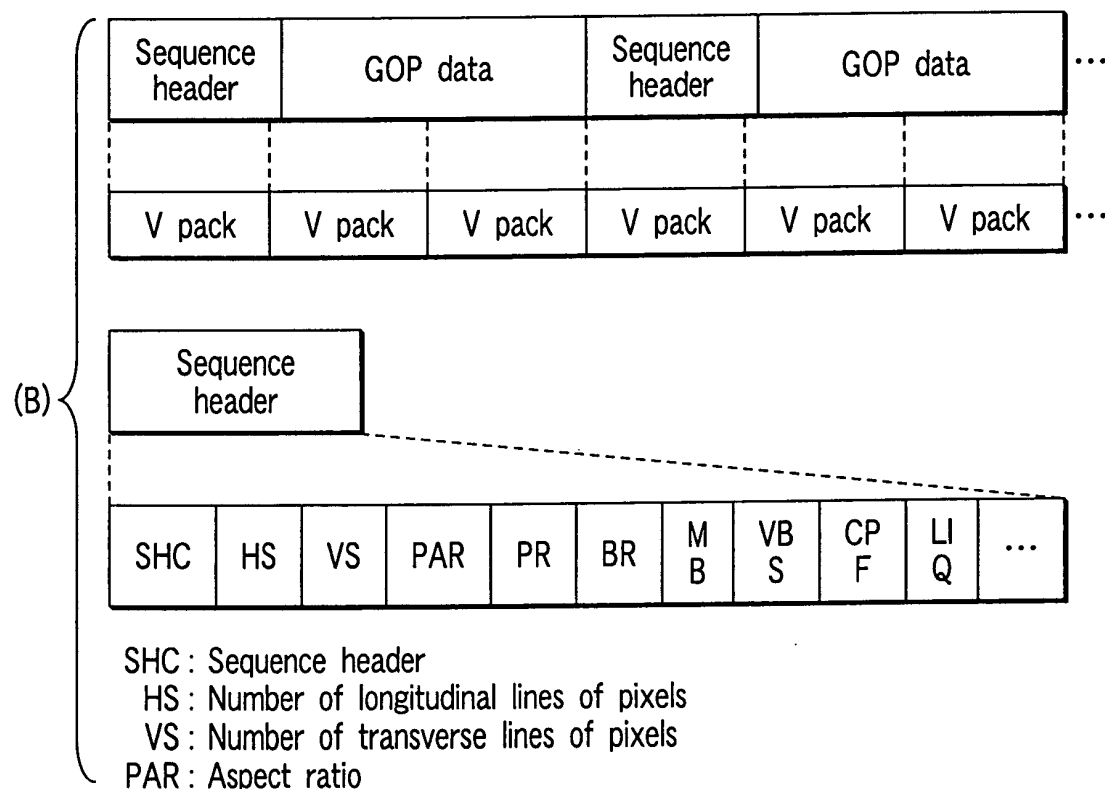 Sequence
header
GOP data
Sequence
header
GOP data
...
V pack
V pack
V pack
V pack
V pack
V pack
...
(B)
Sequence
header
SHC
HS
VS
PAR
PR
BR
M
B
VB
S
CP
F
LI
Q
...
SHC : Sequence header
HS : Number of longitudinal lines of pixels
VS : Number of transverse lines of pixels
PAR : Aspect ratio